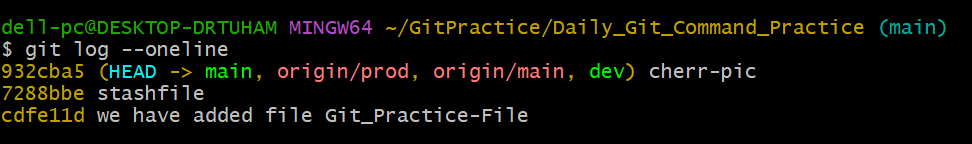 dell-pc@DESKTOP-DRTUHAM MINGW64 ~/GitPractice/Daily_Git_Command_Practice (main)
$ git log --oneline
932cba5 (HEAD -> main, origin/prod, origin/main, dev) cherr-pic
7288bbe stashfile
cdfe11d we have added file Git_Practice-File